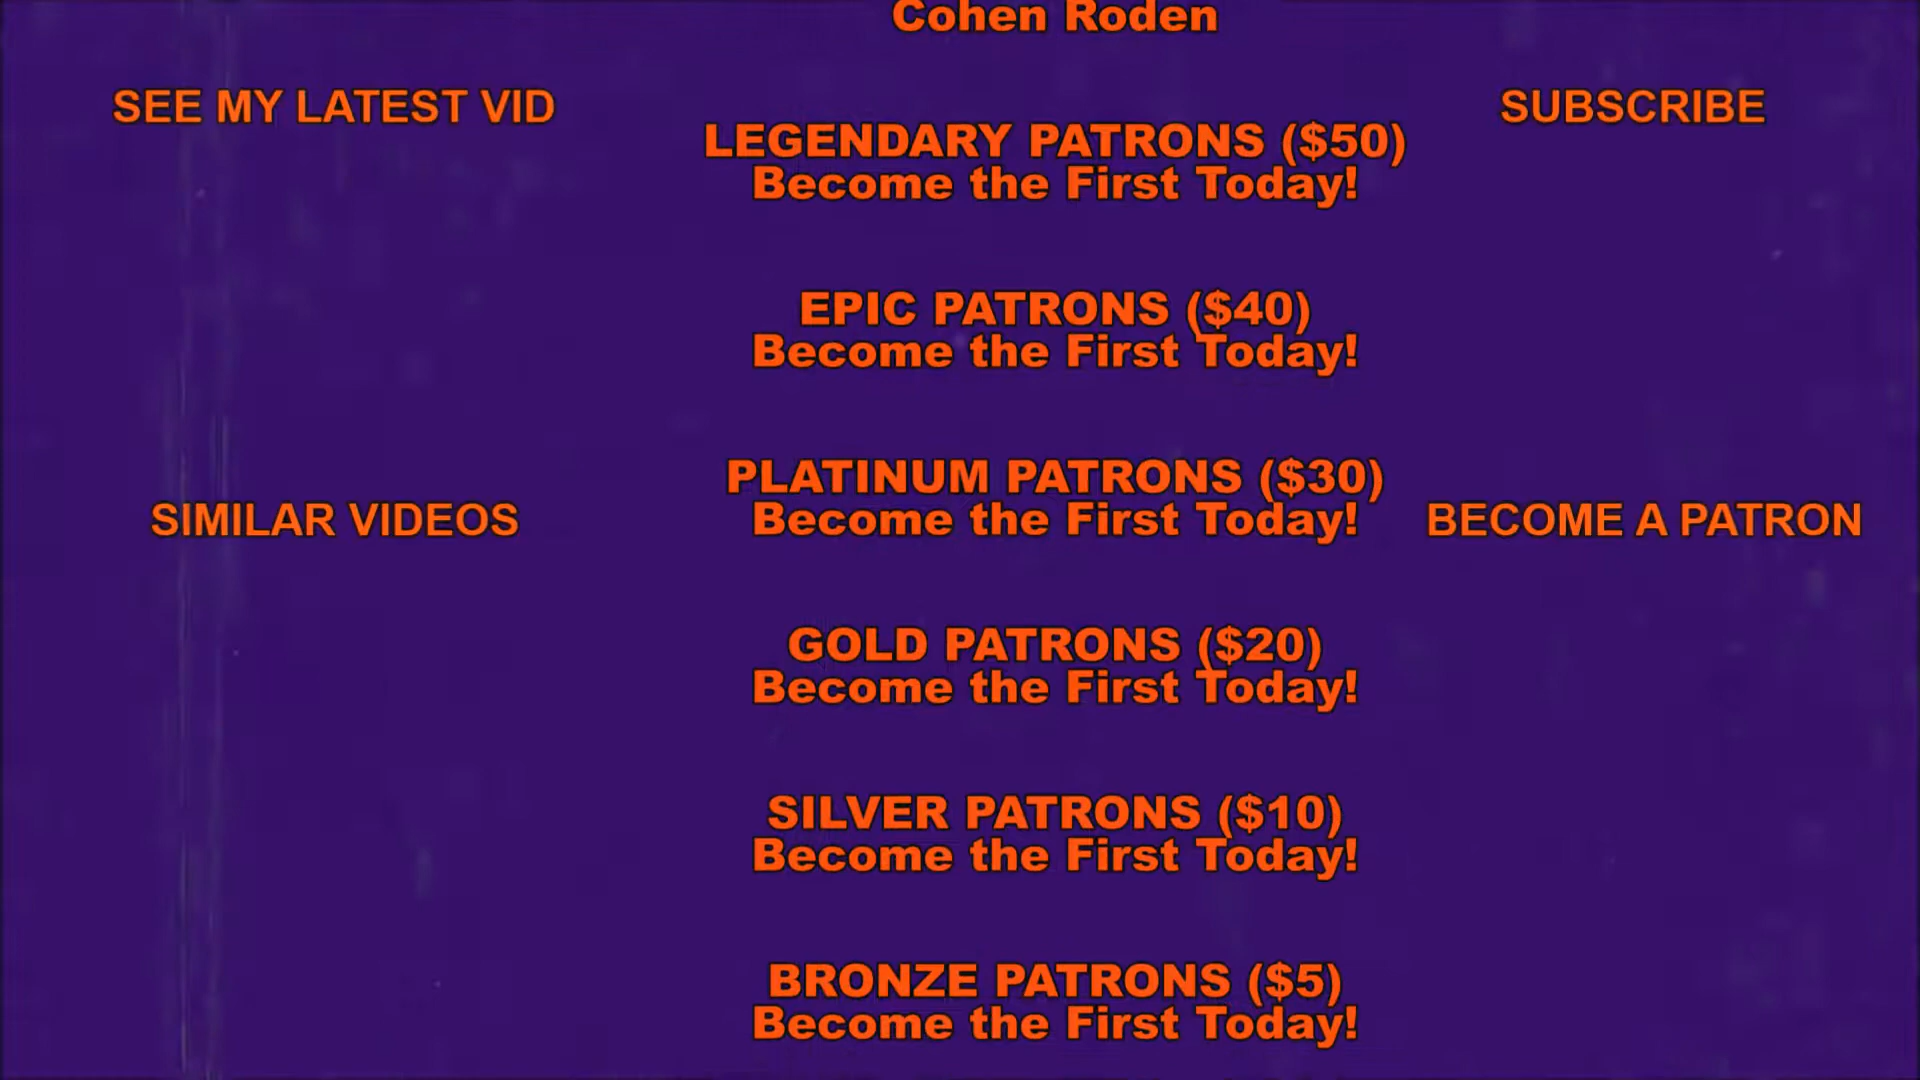 Cohen Roden
SEE MY LATEST VID
SUBSCRIBE
LEGENDARY PATRONS ($50)
Become the First Today!
EPIC PATRONS ($40)
Become the First Today!
PLATINUM PATRONS ($30)
Become the First Today!
SIMILAR VIDEOS
BECOME A PATRON
GOLD PATRONS ($20)
Become the First Today!
SILVER PATRONS ($10)
Become the First Today!
BRONZE PATRONS ($5)
Become the First Today!